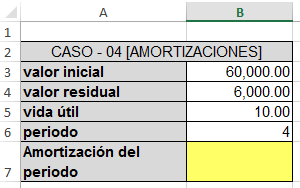 A B
1
2 CASO - 04 [AMORTIZACIONES]
3 valor inicial 60,000.00
4 valor residual 6,000.00
5 vida útil 10.00
6 periodo 4
Amortización del
7 periodo